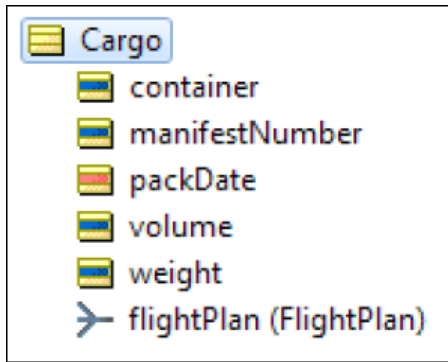 Cargo
container
manifestNumber
packDate
volume
weight
flightPlan (FlightPlan)